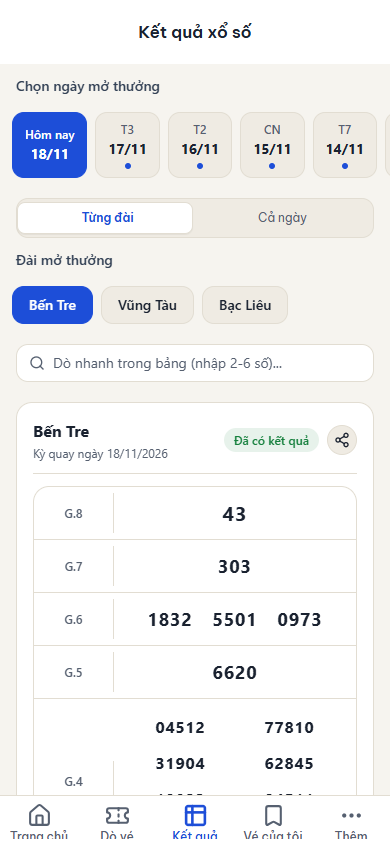 Kết quả xổ số
Chọn ngày mở thưởng
Hôm nay
18/11
T3
17/11
T2
16/11
CN
15/11
T7
14/11
Từng đài
Cả ngày
Đài mở thưởng
Bến Tre
Vũng Tàu
Bạc Liêu
Dò nhanh trong bảng (nhập 2-6 số)...
Bến Tre
Kỳ quay ngày 18/11/2026
Đã có kết quả
G.8
43
G.7
303
G.6
1832 5501 0973
G.5
6620
G.4
04512 77810
31904 62845
Trang chủ
Dò vé
Kết quả
Vé của tôi
Thêm